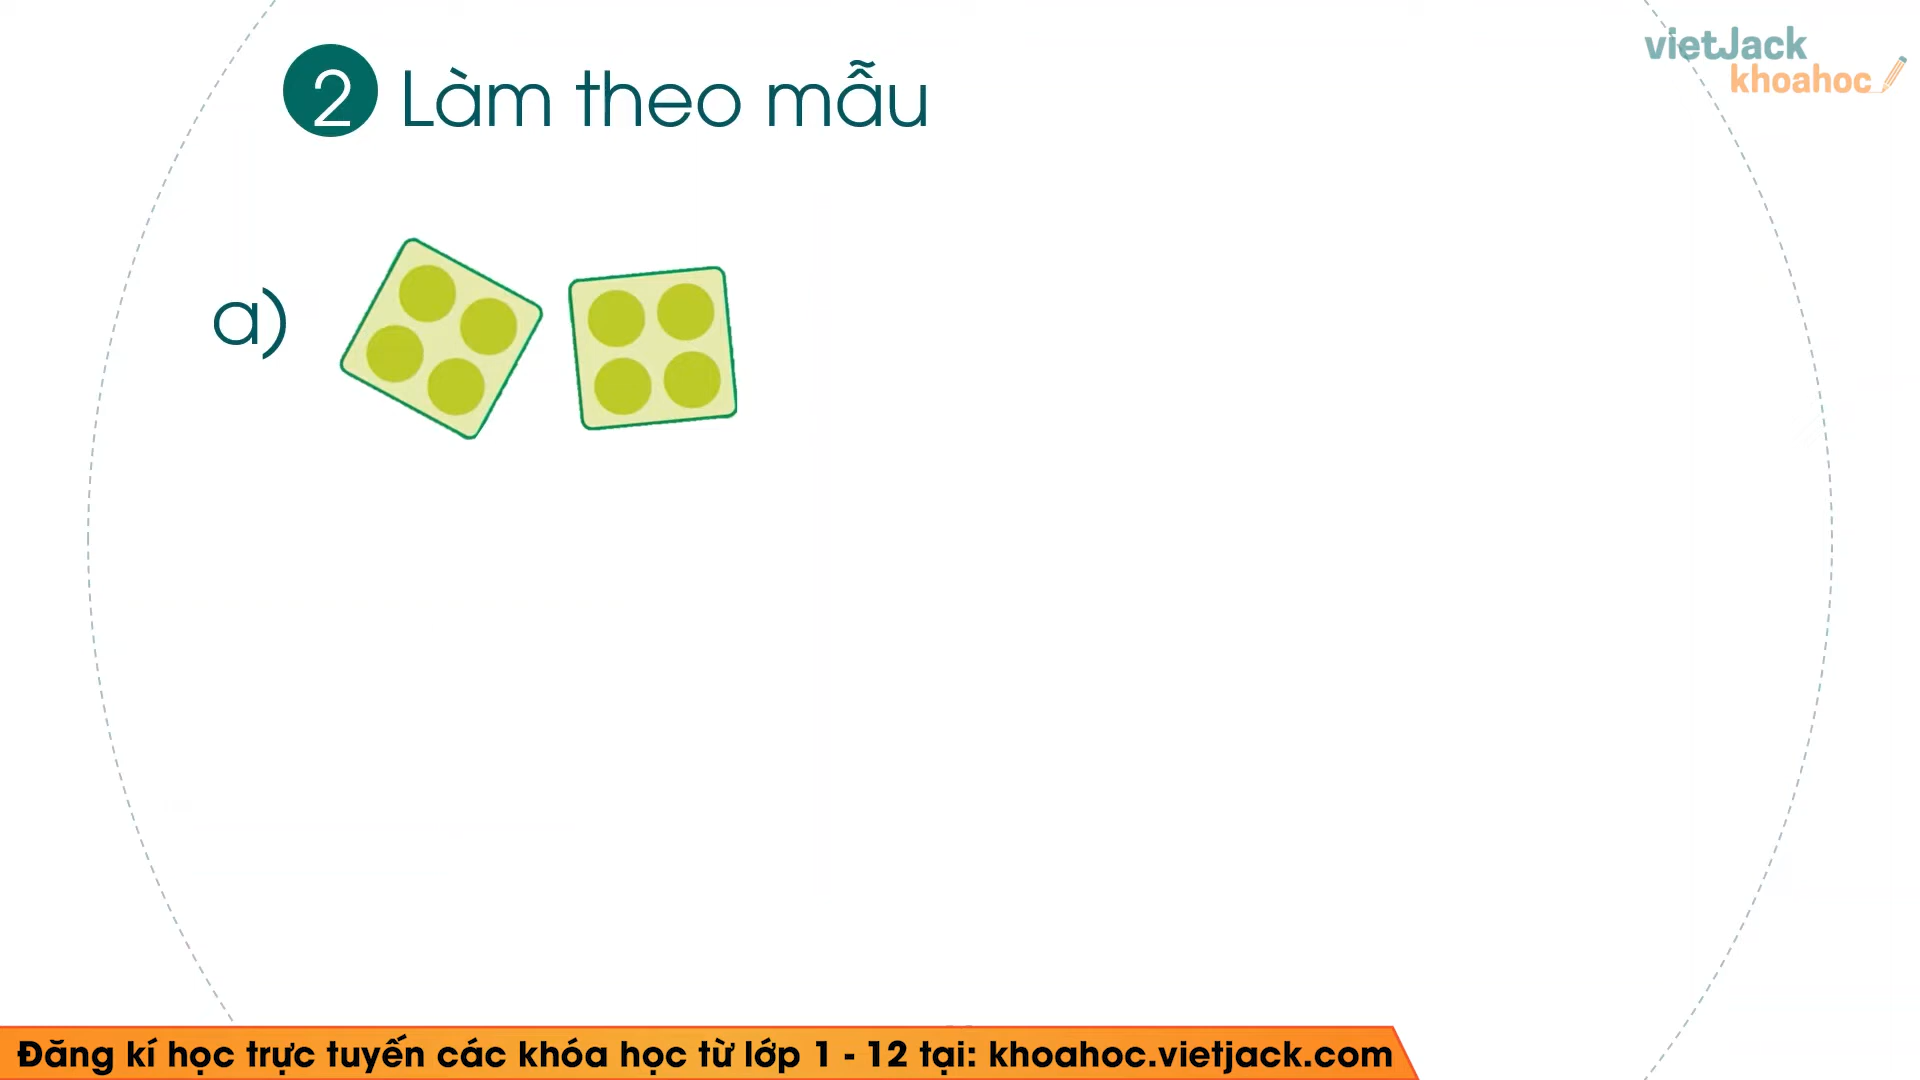 vietJack
khoahoc
2 Làm theo mẫu
a)
Đăng kí học trực tuyến các khóa học từ lớp 1 - 12 tại: khoahoc.vietjack.com